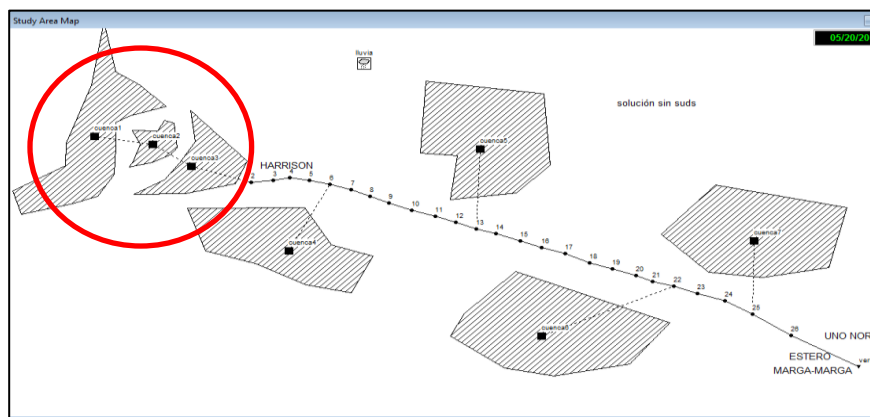 Study Area Map
05/20/20
lluvia
solución sin suds
cuenca1
cuenca2
cuenca3
cuenca5
HARRISON
2
3
4
5
6
7
8
9
10
11
12
13
14
15
16
17
18
19
20
21
22
23
24
25
26
cuenca4
cuenca7
cuenca6
UNO NOR
ESTERO
MARGA-MARGA
ver